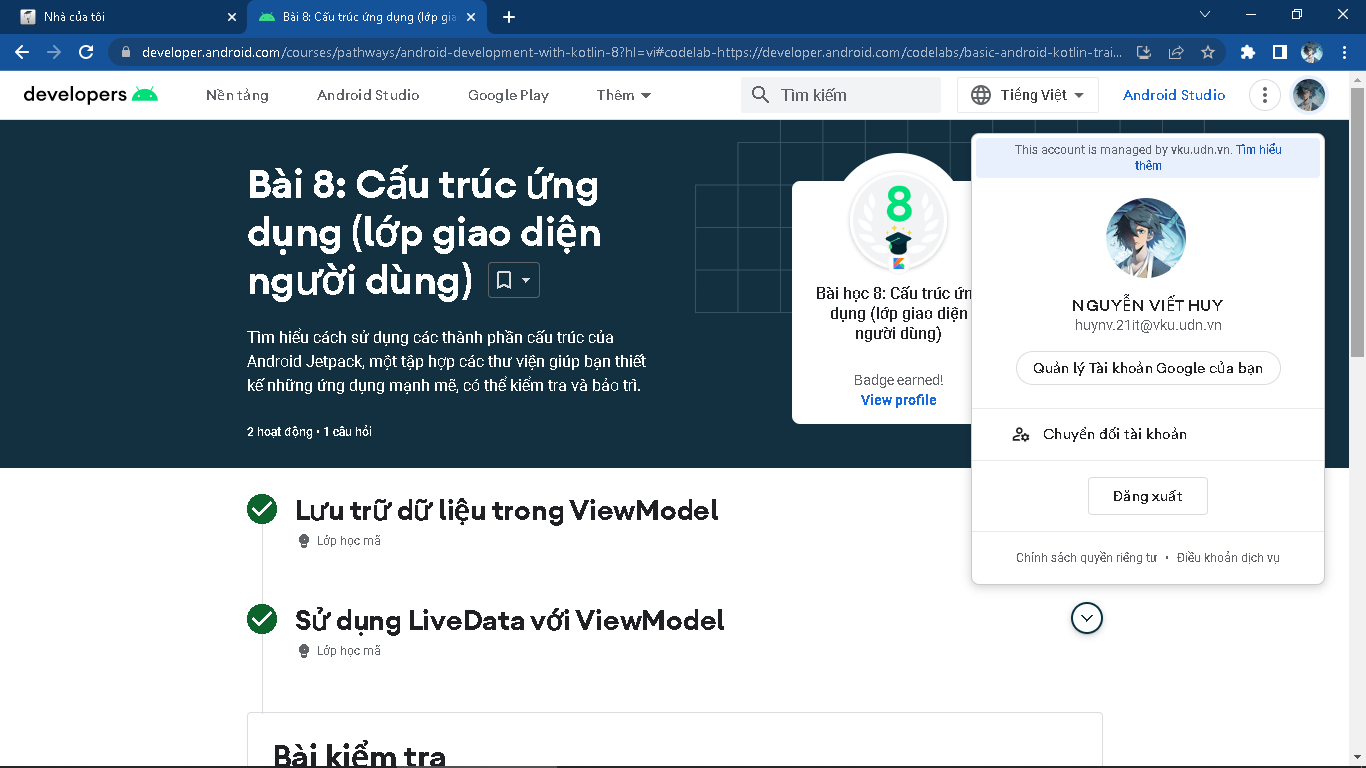 Nhà của tôi
Bài 8: Cấu trúc ứng dụng (lớp gia
developer.android.com/courses/pathways/android-development-with-kotlin-8?hl=vi#codelab-https://developer.android.com/codelabs/basic-android-kotlin-trai...
developers
Nền tảng
Android Studio
Google Play
Thêm
Tìm kiếm
Tiếng Việt
Android Studio
Bài 8: Cấu trúc ứng
dụng (lớp giao diện
người dùng)
Tìm hiểu cách sử dụng các thành phần cấu trúc của
Android Jetpack, một tập hợp các thư viện giúp bạn thiết
kế những ứng dụng mạnh mẽ, có thể kiểm tra và bảo trì.
2 hoạt động • 1 câu hỏi
8
Bài học 8: Cấu trúc ứn
dụng (lớp giao diện
người dùng)
Badge earned!
View profile
This account is managed by vku.udn.vn. Tìm hiểu
thêm
NGUYỄN VIẾT HUY
huynv.21it@vku.udn.vn
Quản lý Tài khoản Google của bạn
Chuyển đổi tài khoản
Đăng xuất
Chính sách quyền riêng tư • Điều khoản dịch vụ
Lưu trữ dữ liệu trong ViewModel
Lớp học mã
Sử dụng LiveData với ViewModel
Lớp học mã
Bài kiểm tra